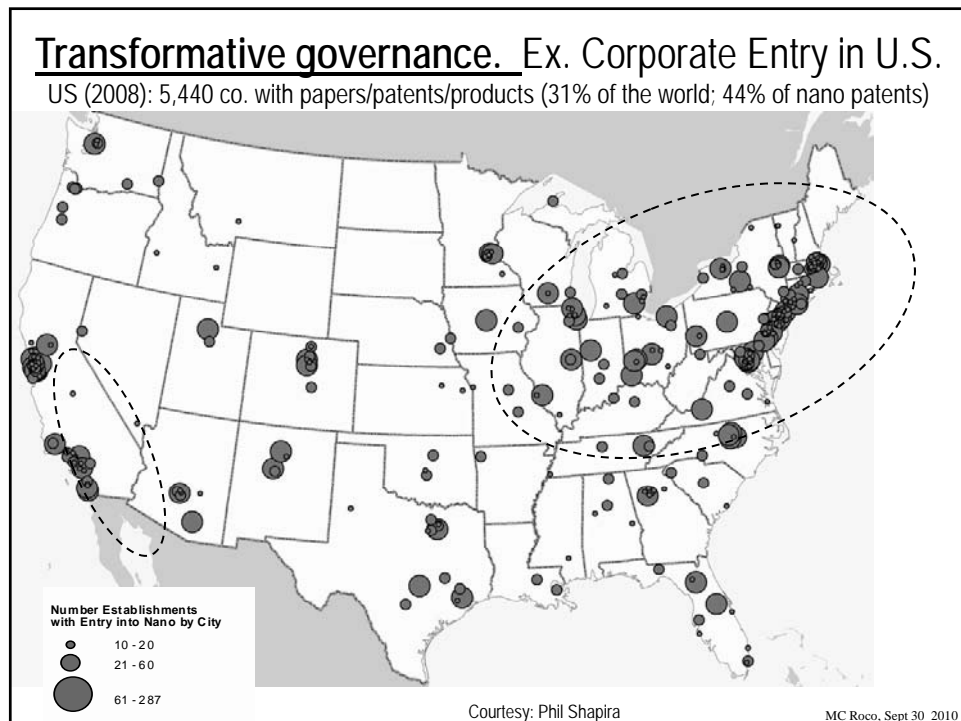 Transformative governance. Ex. Corporate Entry in U.S.
US (2008): 5,440 co. with papers/patents/products (31% of the world; 44% of nano patents)
Number Establishments
with Entry into Nano by City
10 - 20
21 - 60
61 - 287
Courtesy: Phil Shapira
MC Roco, Sept 30 2010